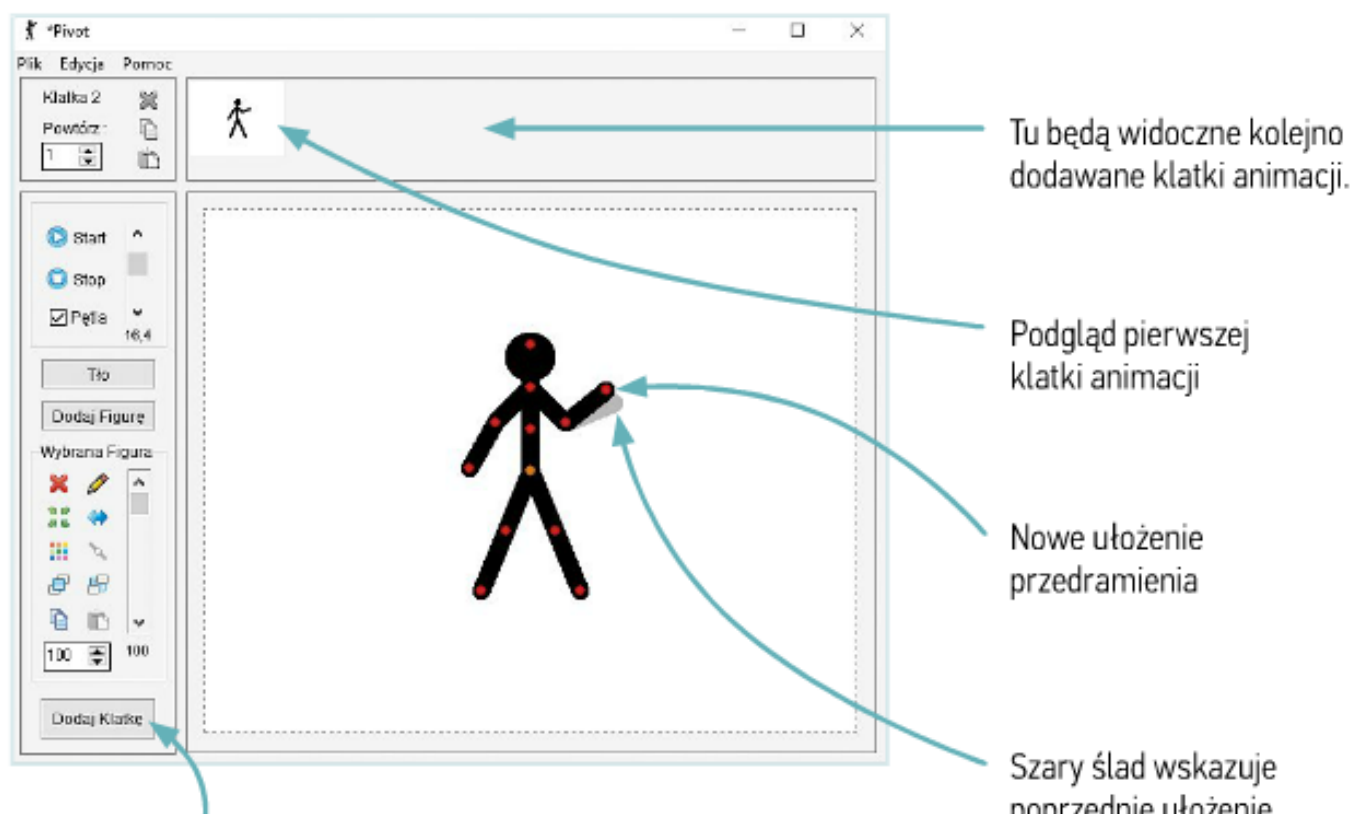 *Pivot
Plik Edycja Pomoc
Klatka 2
Powtórz:
1
Tu będą widoczne kolejno
dodawane klatki animacji.
Start
Stop
Pętla
16,4
Tło
Dodaj Figurę
Wybrana Figura
100
100
Dodaj Klatkę
Podgląd pierwszej
klatki animacji
Nowe ułożenie
przedramienia
Szary ślad wskazuje
poprzednie ułożenie